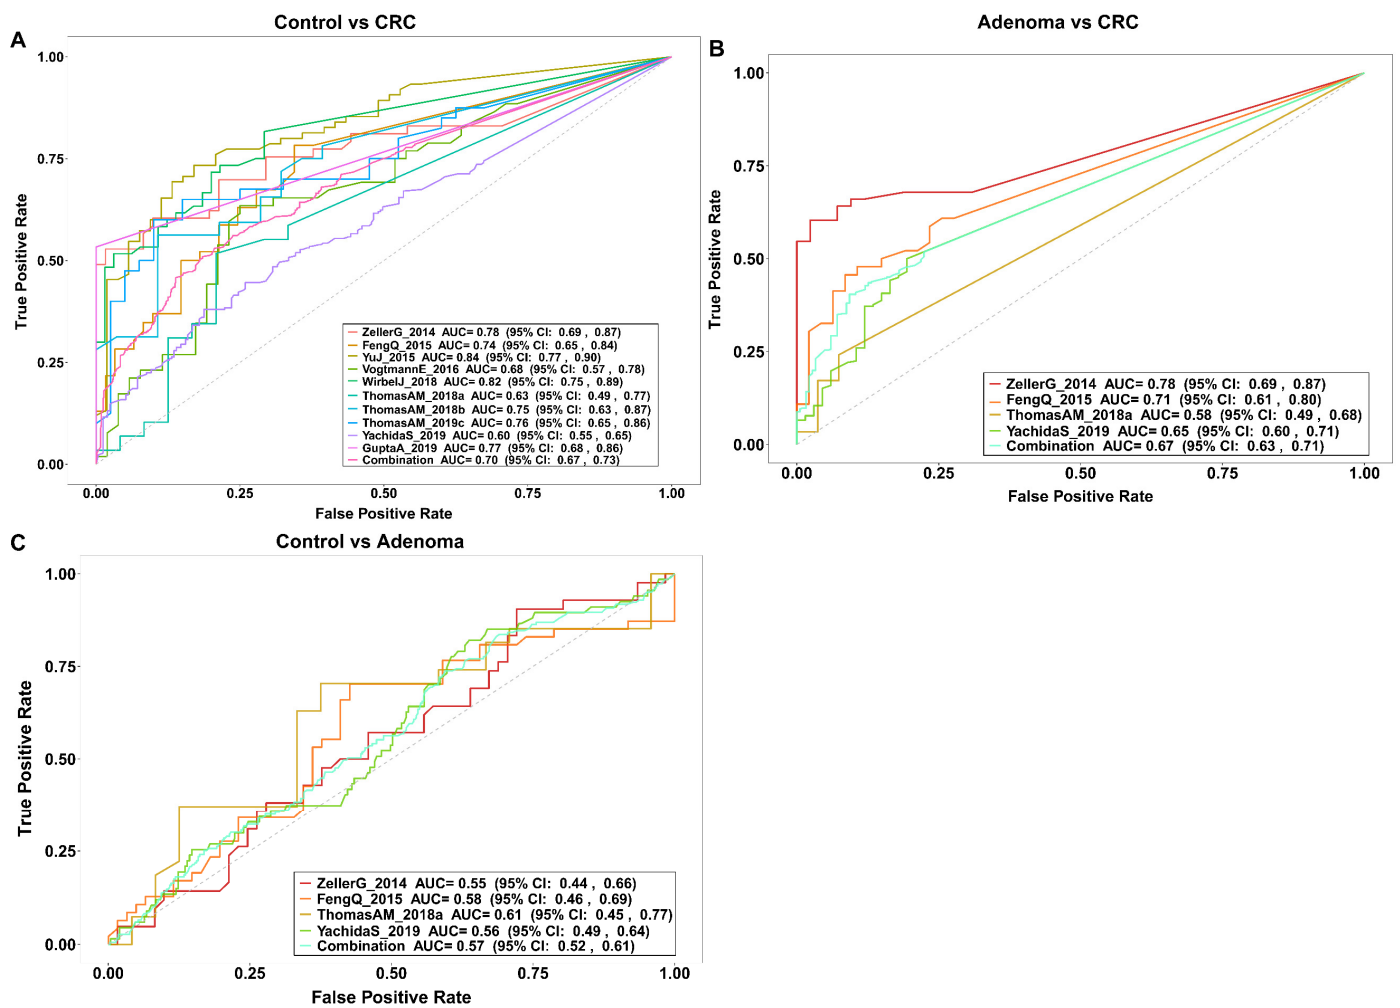 A
Control vs CRC
True Positive Rate
1.00
0.75
0.50
0.25
0.00
ZellerG_2014 AUC= 0.78 (95% CI: 0.69 , 0.87)
FengQ_2015 AUC= 0.74 (95% CI: 0.65 , 0.84)
YuJ_2015 AUC= 0.84 (95% CI: 0.77 , 0.90)
VogtmannE_2016 AUC= 0.68 (95% CI: 0.57 , 0.78)
WirbelJ_2018 AUC= 0.82 (95% CI: 0.75 , 0.89)
ThomasAM_2018a AUC= 0.63 (95% CI: 0.49 , 0.77)
ThomasAM_2018b AUC= 0.75 (95% CI: 0.63 , 0.87)
ThomasAM_2019c AUC= 0.76 (95% CI: 0.65 , 0.86)
YachidaS_2019 AUC= 0.60 (95% CI: 0.55 , 0.65)
GuptaA_2019 AUC= 0.77 (95% CI: 0.68 , 0.86)
Combination AUC= 0.70 (95% CI: 0.67 , 0.73)
0.00 0.25 0.50 0.75 1.00
False Positive Rate
B
Adenoma vs CRC
True Positive Rate
1.00
0.75
0.50
0.25
0.00
ZellerG_2014 AUC= 0.78 (95% CI: 0.69 , 0.87)
FengQ_2015 AUC= 0.71 (95% CI: 0.61 , 0.80)
ThomasAM_2018a AUC= 0.58 (95% CI: 0.49 , 0.68)
YachidaS_2019 AUC= 0.65 (95% CI: 0.60 , 0.71)
Combination AUC= 0.67 (95% CI: 0.63 , 0.71)
0.00 0.25 0.50 0.75 1.00
False Positive Rate
C
Control vs Adenoma
True Positive Rate
1.00
0.75
0.50
0.25
0.00
ZellerG_2014 AUC= 0.55 (95% CI: 0.44 , 0.66)
FengQ_2015 AUC= 0.58 (95% CI: 0.46 , 0.69)
ThomasAM_2018a AUC= 0.61 (95% CI: 0.45 , 0.77)
YachidaS_2019 AUC= 0.56 (95% CI: 0.49 , 0.64)
Combination AUC= 0.57 (95% CI: 0.52 , 0.61)
0.00 0.25 0.50 0.75 1.00
False Positive Rate